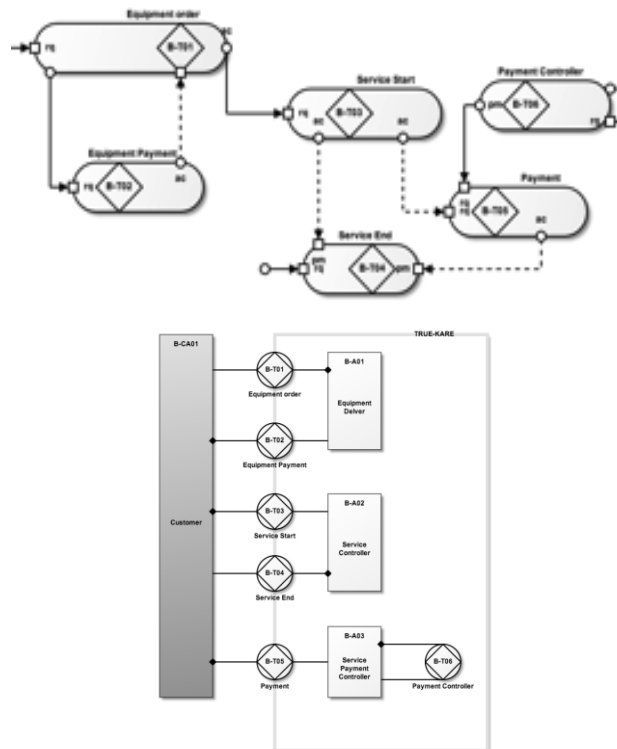 Equipment order
rq
B-T01
ac
Service Start
rq
B-T03
ac
ac
Payment Controller
pm
B-T06
rq
Equipment Payment
rq
B-T02
ac
Payment
rq
rq
B-T05
ac
Service End
pm
rq
B-T04
pm
TRUE-KARE
B-CA01
Customer
B-T01
Equipment order
B-A01
Equipment
Delver
B-T02
Equipment Payment
B-T03
Service Start
B-A02
Service
Controller
B-T04
Service End
B-T05
Payment
B-A03
Service
Payment
Controller
B-T06
Payment Controller